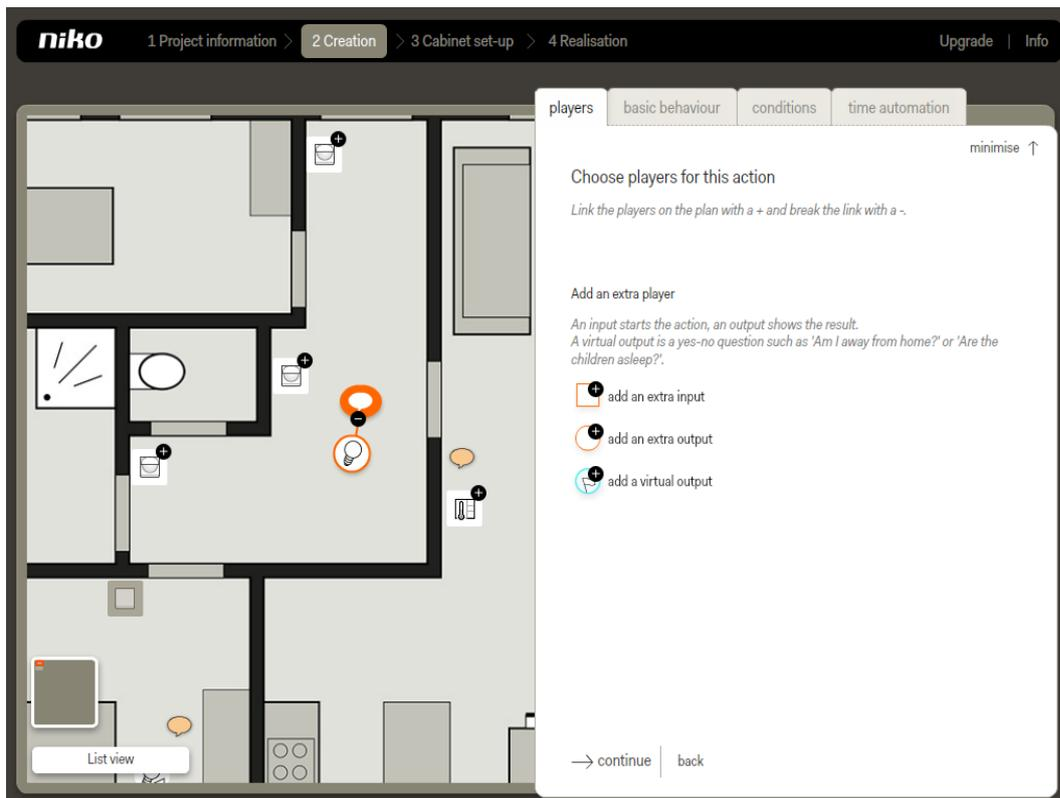 niko
1 Project information
2 Creation
3 Cabinet set-up
4 Realisation
Upgrade | Info
players
basic behaviour
conditions
time automation
minimise ↑
Choose players for this action
Link the players on the plan with a + and break the link with a -.
Add an extra player
An input starts the action, an output shows the result.
A virtual output is a yes-no question such as 'Am I away from home?' or 'Are the
children asleep?'.
add an extra input
add an extra output
add a virtual output
List view
→ continue
back